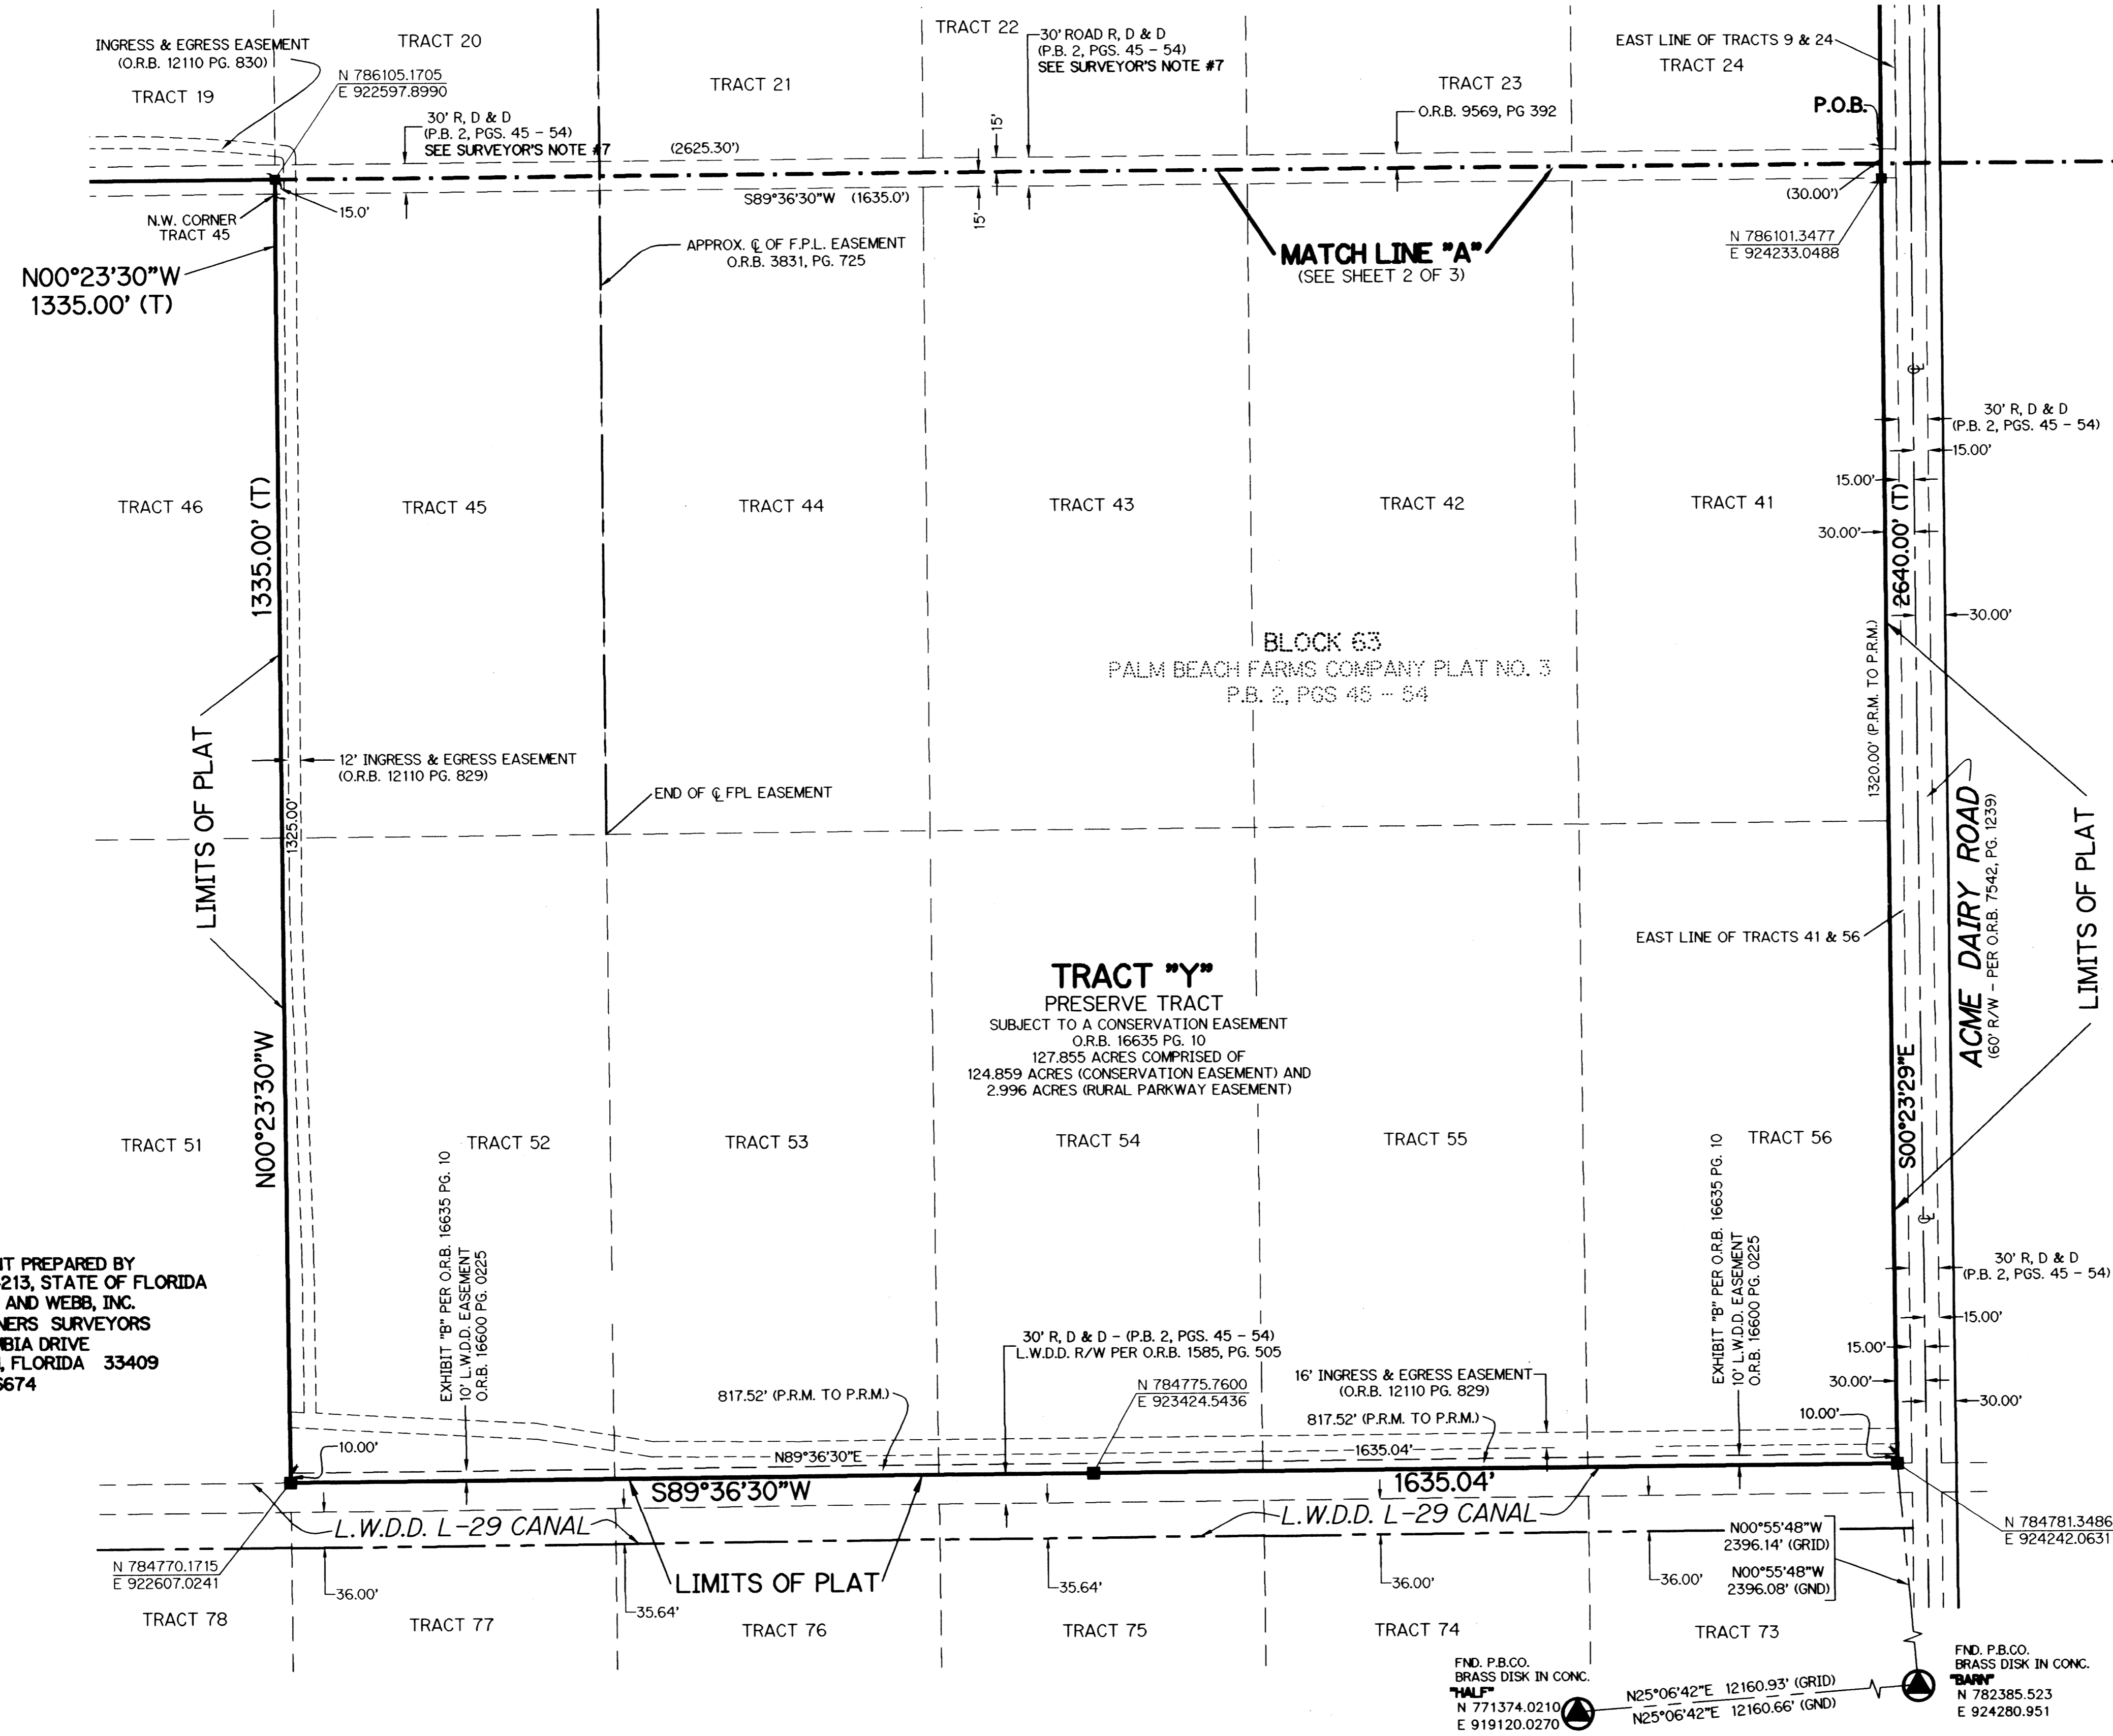 INGRESS & EGRESS EASEMENT
(O.R.B. 12110 PG. 830)
TRACT 19
TRACT 20
N 786105.1705
E 922597.8990
30' R, D & D
(P.B. 2, PGS. 45 - 54)
SEE SURVEYOR'S NOTE #7
TRACT 21
(2625.30')
TRACT 22
30' ROAD R, D & D
(P.B. 2, PGS. 45 - 54)
SEE SURVEYOR'S NOTE #7
15'
15'
TRACT 23
O.R.B. 9569, PG 392
EAST LINE OF TRACTS 9 & 24
TRACT 24
P.O.B.
N.W. CORNER
TRACT 45
15.0'
S89°36'30"W (1635.0')
(30.00')
N 786101.3477
E 924233.0488
N00°23'30"W
1335.00' (T)
APPROX. ℄ OF F.P.L. EASEMENT
O.R.B. 3831, PG. 725
MATCH LINE "A"
(SEE SHEET 2 OF 3)
30' R, D & D
(P.B. 2, PGS. 45 - 54)
15.00'
15.00'
30.00'
30.00'
TRACT 46
1335.00' (T)
TRACT 45
TRACT 44
TRACT 43
TRACT 42
TRACT 41
2640.00' (T)
1320.00' (P.R.M. TO P.R.M.)
BLOCK 63
PALM BEACH FARMS COMPANY PLAT NO. 3
P.B. 2, PGS 45 - 54
LIMITS OF PLAT
12' INGRESS & EGRESS EASEMENT
(O.R.B. 12110 PG. 829)
1325.00'
END OF ℄ FPL EASEMENT
ACME DAIRY ROAD
(60' R/W - PER O.R.B. 7542, PG. 1239)
LIMITS OF PLAT
EAST LINE OF TRACTS 41 & 56
TRACT "Y"
PRESERVE TRACT
SUBJECT TO A CONSERVATION EASEMENT
O.R.B. 16635 PG. 10
127.855 ACRES COMPRISED OF
124.859 ACRES (CONSERVATION EASEMENT) AND
2.996 ACRES (RURAL PARKWAY EASEMENT)
N00°23'30"W
S00°23'29"E
TRACT 51
TRACT 52
TRACT 53
TRACT 54
TRACT 55
TRACT 56
EXHIBIT "B" PER O.R.B. 16635 PG. 10
10' L.W.D.D. EASEMENT
O.R.B. 16600 PG. 0225
EXHIBIT "B" PER O.R.B. 16635 PG. 10
10' L.W.D.D. EASEMENT
O.R.B. 16600 PG. 0225
NT PREPARED BY
-213, STATE OF FLORIDA
AND WEBB, INC.
NERS SURVEYORS
MBIA DRIVE
, FLORIDA 33409
6674
30' R, D & D
(P.B. 2, PGS. 45 - 54)
15.00'
15.00'
30.00'
30.00'
30' R, D & D - (P.B. 2, PGS. 45 - 54)
L.W.D.D. R/W PER O.R.B. 1585, PG. 505
817.52' (P.R.M. TO P.R.M.)
N 784775.7600
E 923424.5436
16' INGRESS & EGRESS EASEMENT
(O.R.B. 12110 PG. 829)
817.52' (P.R.M. TO P.R.M.)
10.00'
10.00'
N89°36'30"E
1635.04'
S89°36'30"W
1635.04'
L.W.D.D. L-29 CANAL
L.W.D.D. L-29 CANAL
N 784770.1715
E 922607.0241
36.00'
35.64'
LIMITS OF PLAT
35.64'
36.00'
36.00'
N00°55'48"W
2396.14' (GRID)
N00°55'48"W
2396.08' (GND)
N 784781.3486
E 924242.0631
TRACT 78
TRACT 77
TRACT 76
TRACT 75
TRACT 74
TRACT 73
FND. P.B.CO.
BRASS DISK IN CONC.
"HALF"
N 771374.0210
E 919120.0270
N25°06'42"E 12160.93' (GRID)
N25°06'42"E 12160.66' (GND)
FND. P.B.CO.
BRASS DISK IN CONC.
"BARN"
N 782385.523
E 924280.951